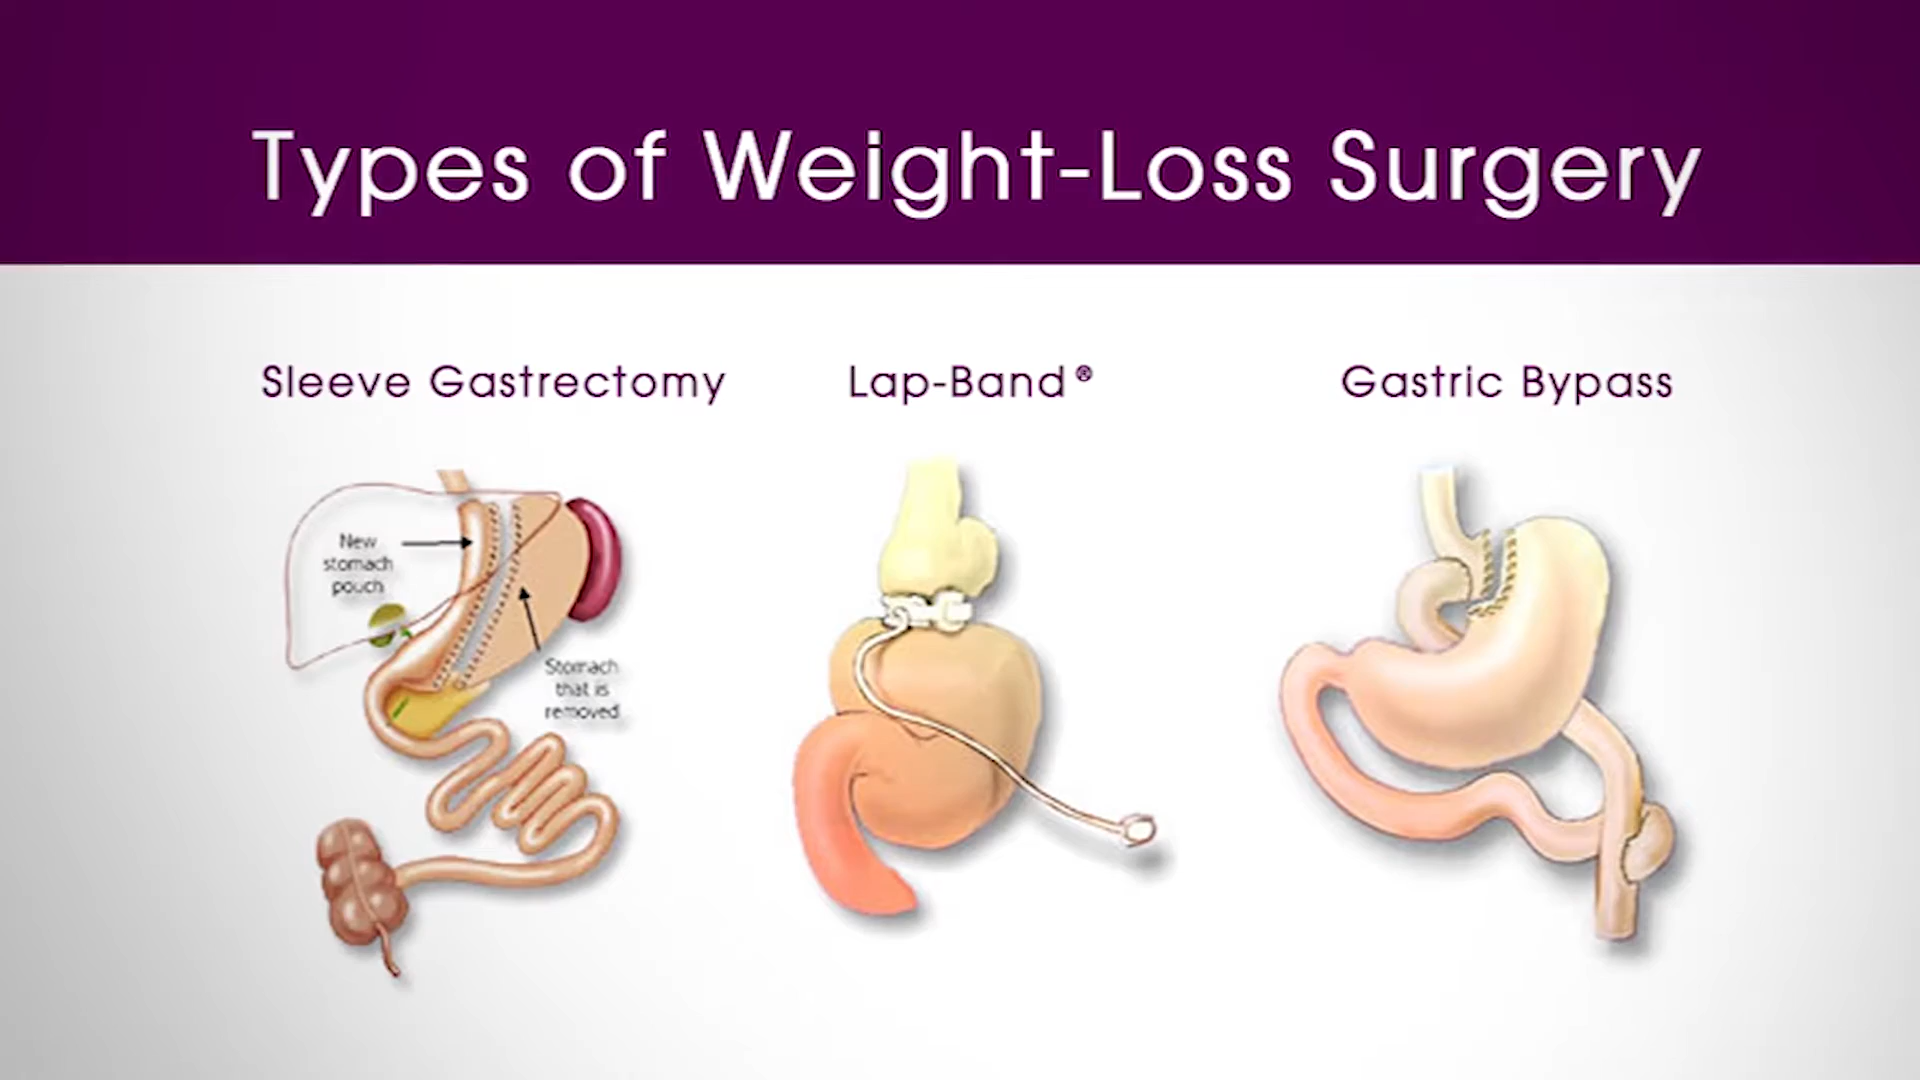 Types of Weight-Loss Surgery
Sleeve Gastrectomy
Lap-Band®
Gastric Bypass
New
stomach
pouch
Stomach
that is
removed